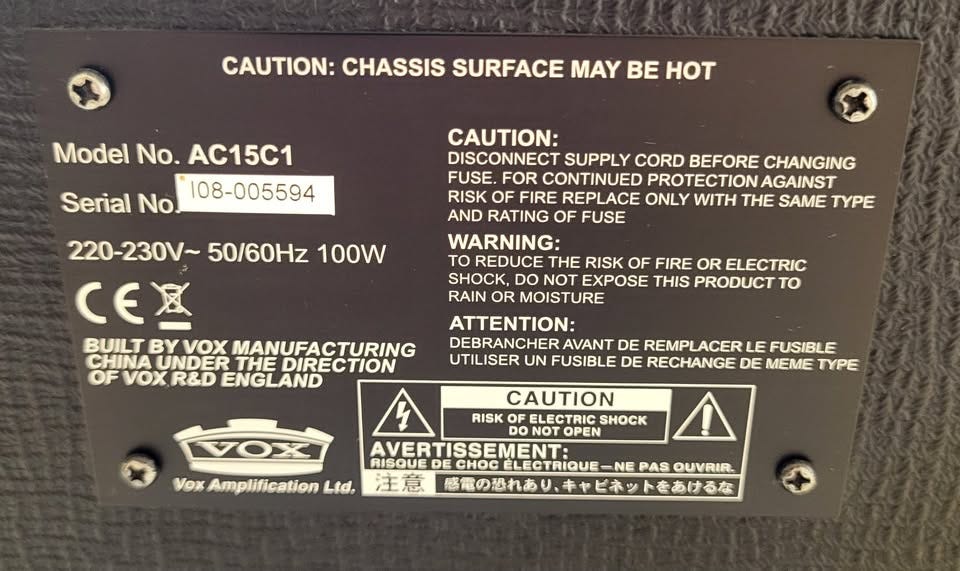 CAUTION: CHASSIS SURFACE MAY BE HOT
Model No. AC15C1
Serial No. I08-005594
220-230V~ 50/60Hz 100W
CE
BUILT BY VOX MANUFACTURING
CHINA UNDER THE DIRECTION
OF VOX R&D ENGLAND
VOX
Vox Amplification Ltd.
CAUTION:
DISCONNECT SUPPLY CORD BEFORE CHANGING
FUSE. FOR CONTINUED PROTECTION AGAINST
RISK OF FIRE REPLACE ONLY WITH THE SAME TYPE
AND RATING OF FUSE
WARNING:
TO REDUCE THE RISK OF FIRE OR ELECTRIC
SHOCK, DO NOT EXPOSE THIS PRODUCT TO
RAIN OR MOISTURE
ATTENTION:
DEBRANCHER AVANT DE REMPLACER LE FUSIBLE
UTILISER UN FUSIBLE DE RECHANGE DE MEME TYPE
CAUTION
RISK OF ELECTRIC SHOCK
DO NOT OPEN
AVERTISSEMENT:
RISQUE DE CHOC ÉLECTRIQUE—NE PAS OUVRIR.
注意 感電の恐れあり、キャビネットをあけるな